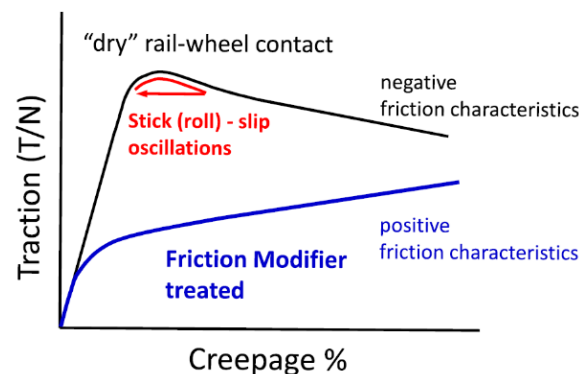 “dry” rail-wheel contact
negative
friction characteristics
Stick (roll) - slip
oscillations
Traction (T/N)
positive
friction characteristics
Friction Modifier
treated
Creepage %